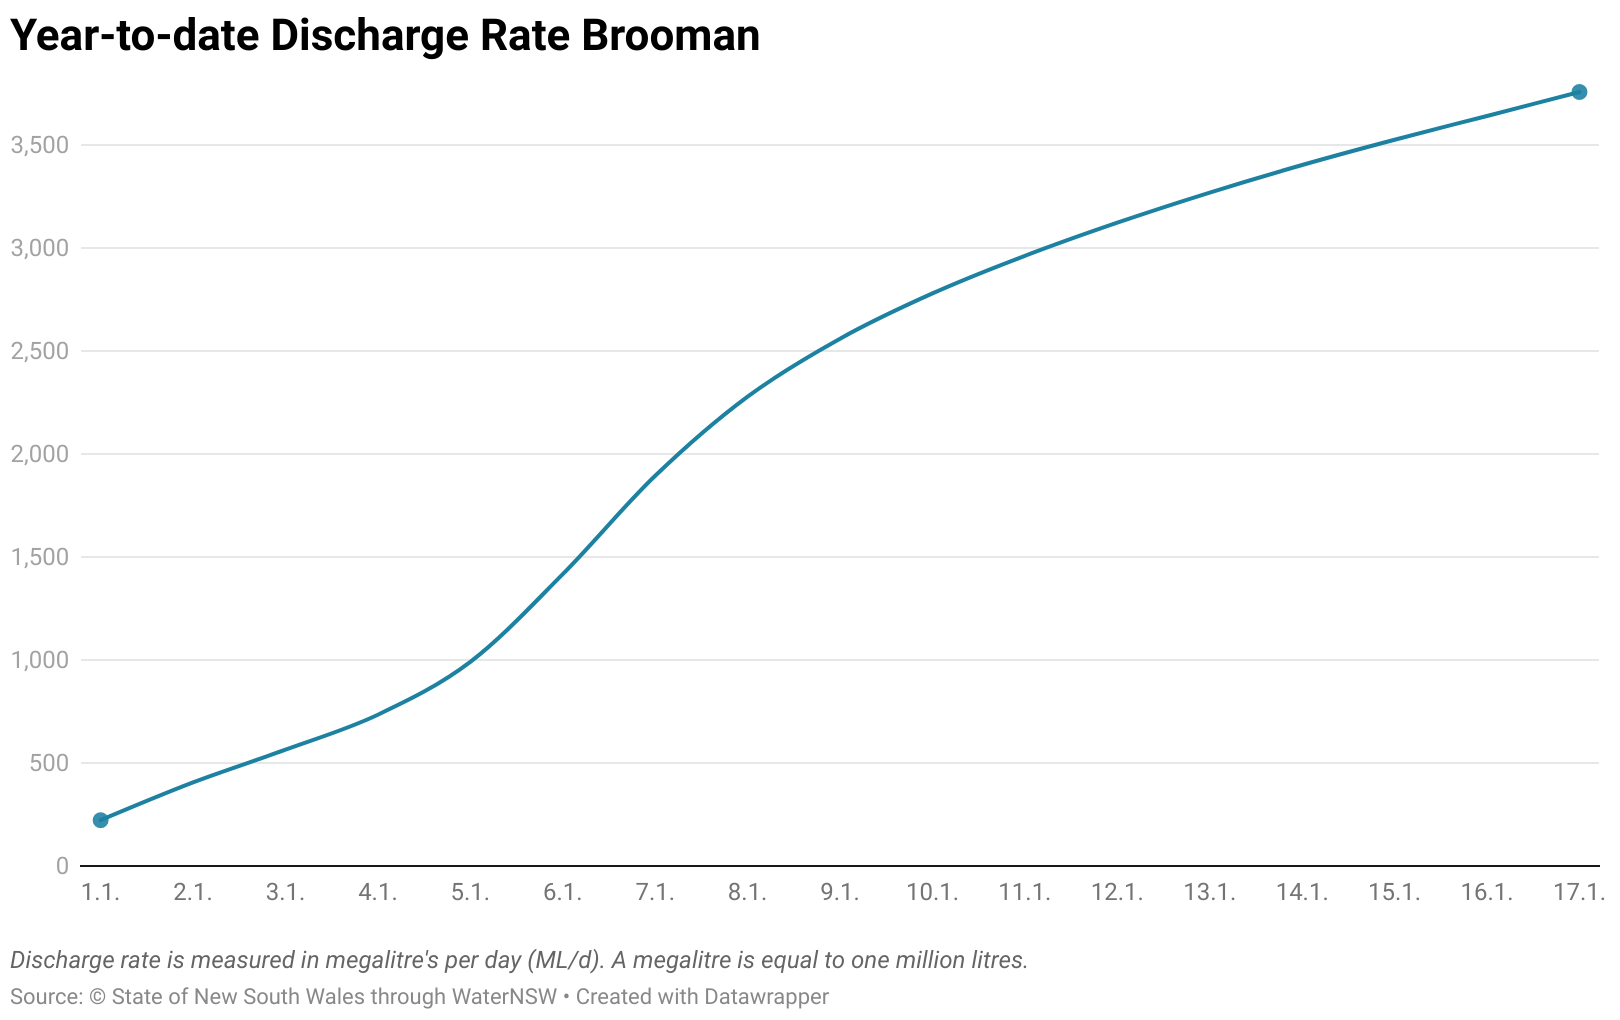 Year-to-date Discharge Rate Brooman
3,500
3,000
2,500
2,000
1,500
1,000
500
0
1.1. 2.1. 3.1. 4.1. 5.1. 6.1. 7.1. 8.1. 9.1. 10.1. 11.1. 12.1. 13.1. 14.1. 15.1. 16.1. 17.1.
Discharge rate is measured in megalitre's per day (ML/d). A megalitre is equal to one million litres.
Source: © State of New South Wales through WaterNSW • Created with Datawrapper